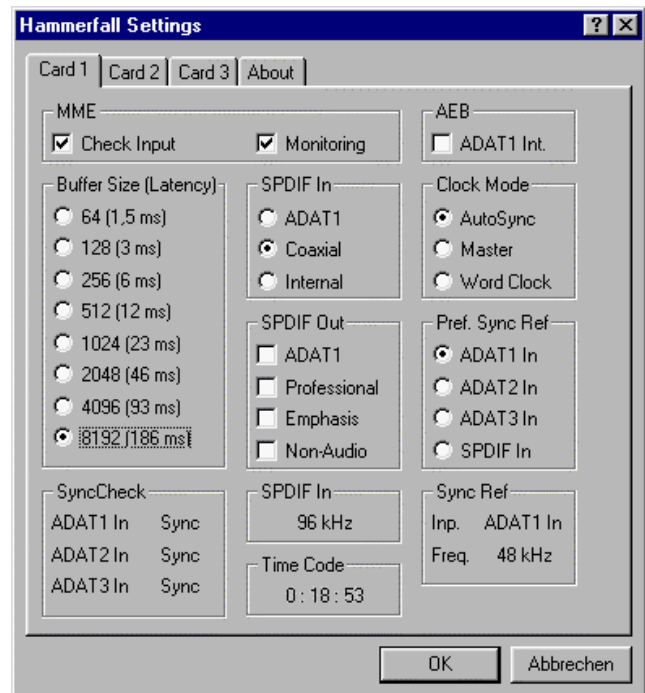 Hammerfall Settings
Card 1 Card 2 Card 3 About
MME
Check Input Monitoring
AEB
ADAT1 Int.
Buffer Size (Latency)
64 (1,5 ms)
128 (3 ms)
256 (6 ms)
512 (12 ms)
1024 (23 ms)
2048 (46 ms)
4096 (93 ms)
8192 (186 ms)
SPDIF In
ADAT1
Coaxial
Internal
Clock Mode
AutoSync
Master
Word Clock
SPDIF Out
ADAT1
Professional
Emphasis
Non-Audio
Pref. Sync Ref
ADAT1 In
ADAT2 In
ADAT3 In
SPDIF In
SyncCheck
ADAT1 In Sync
ADAT2 In Sync
ADAT3 In Sync
SPDIF In
96 kHz
Time Code
0 : 18 : 53
Sync Ref
Inp. ADAT1 In
Freq. 48 kHz
OK Abbrechen